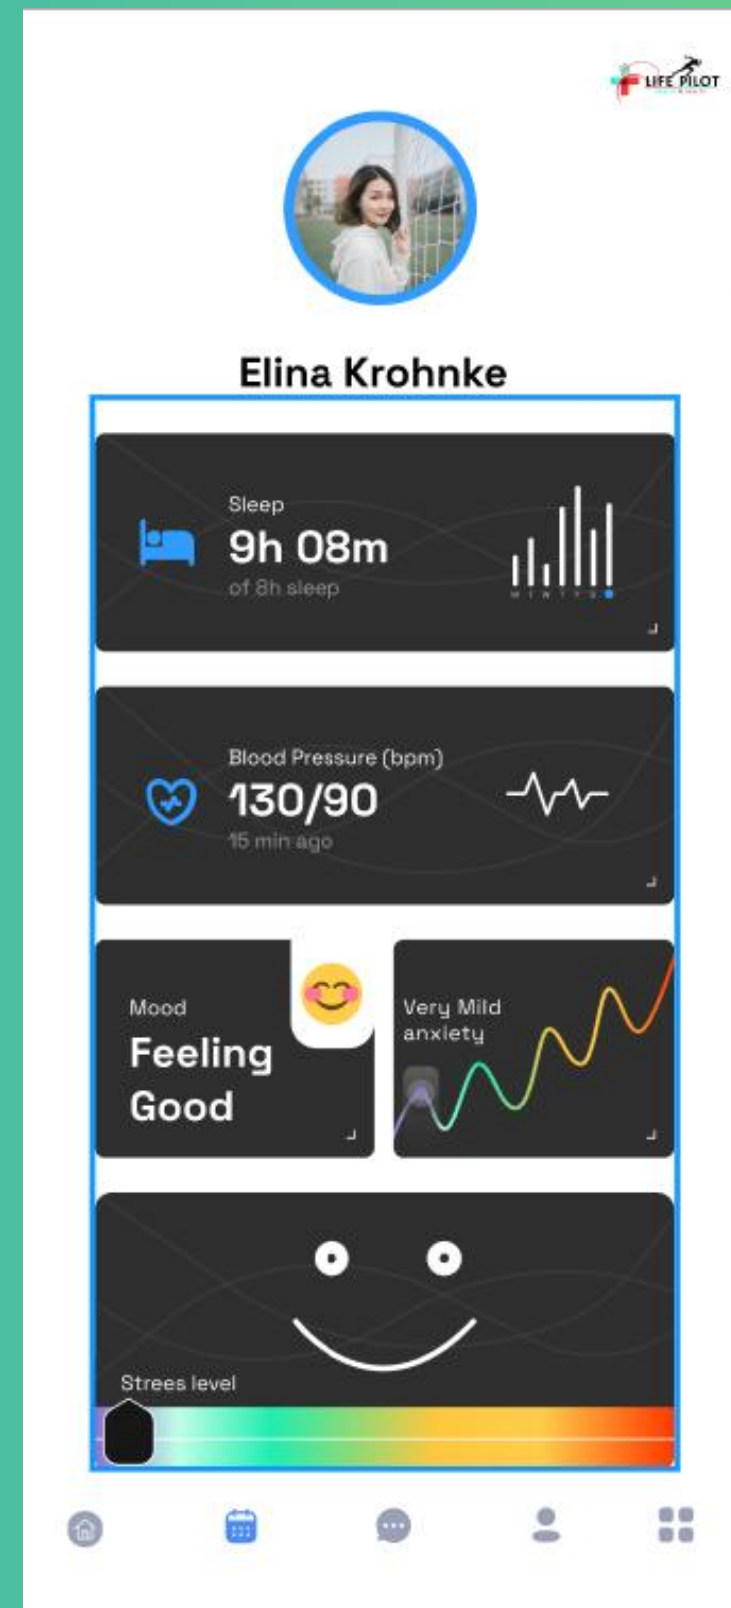 LIFE PILOT
Elina Krohnke
Sleep
9h 08m
of 8h sleep
M T W T F S
Blood Pressure (bpm)
130/90
15 min ago
Mood
Feeling
Good
Very Mild
anxiety
Strees level